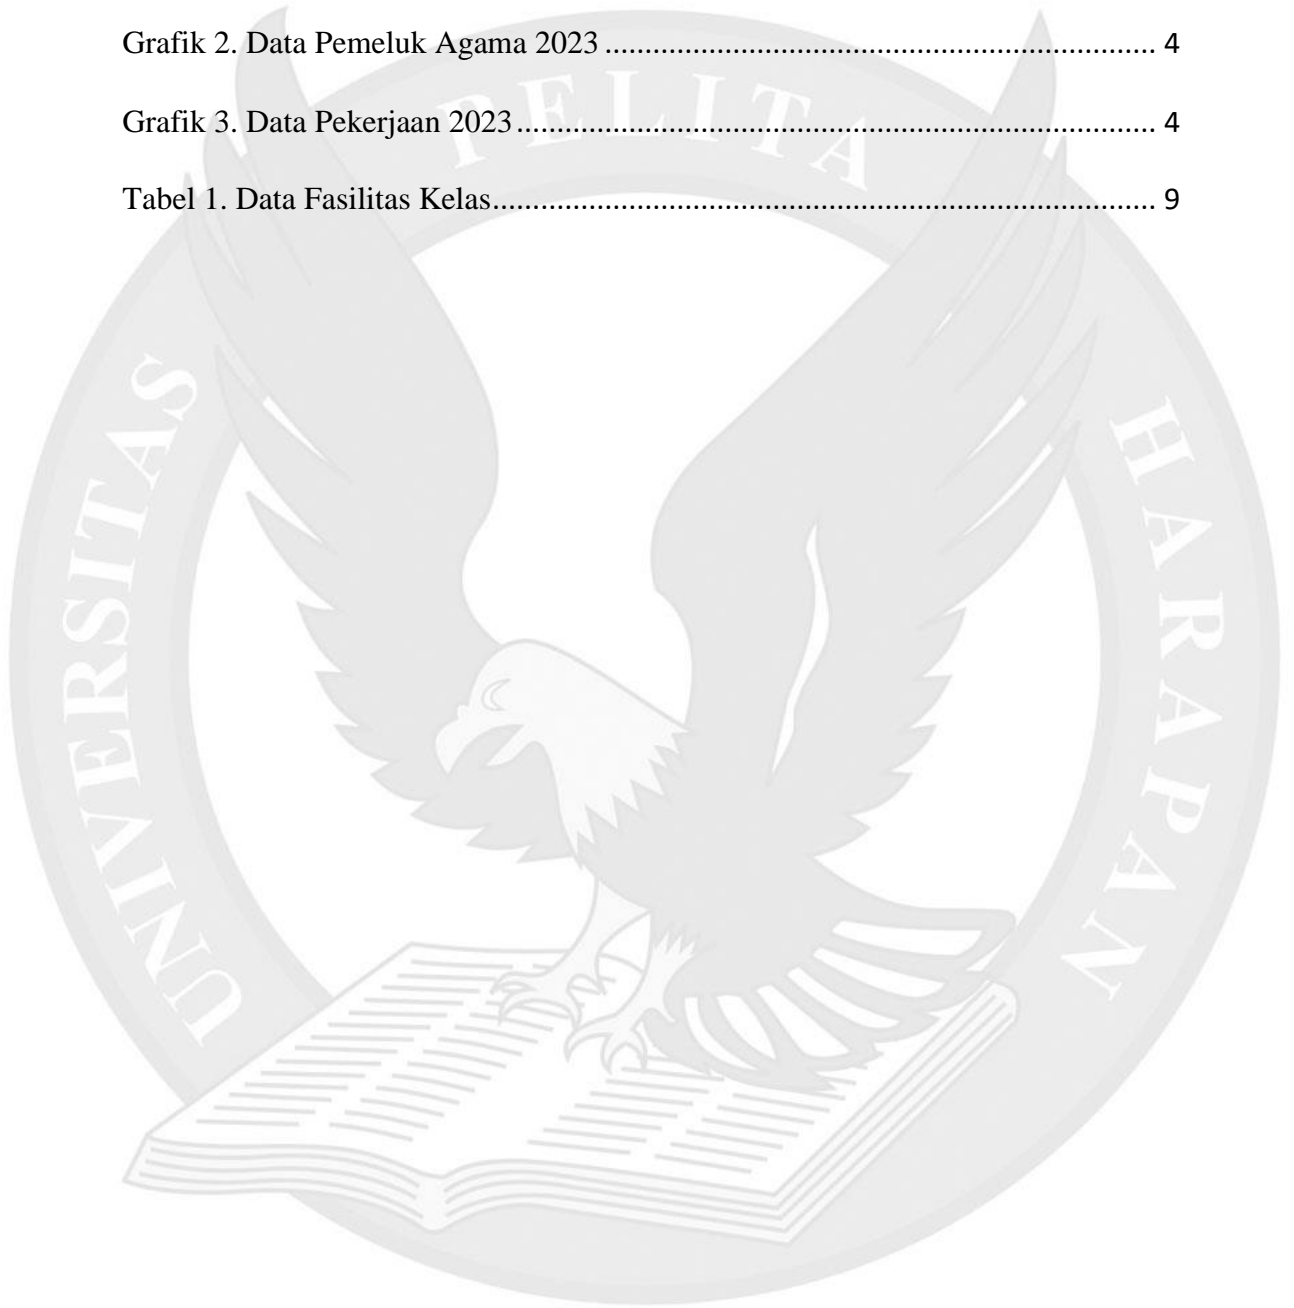 Grafik 2. Data Pemeluk Agama 2023 ..................................................................... 4
Grafik 3. Data Pekerjaan 2023 ................................................................................ 4
Tabel 1. Data Fasilitas Kelas................................................................................... 9
UNIVERSITAS PELITA HARAPAN